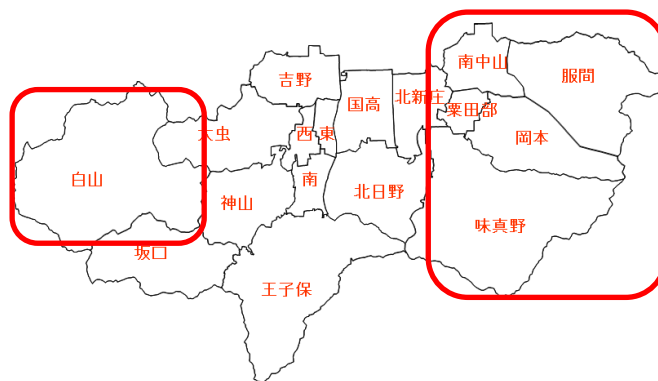 南中山
服間
吉野
国高
北新庄
粟田部
大虫
西
東
岡本
白山
神山
南
北日野
味真野
坂口
王子保